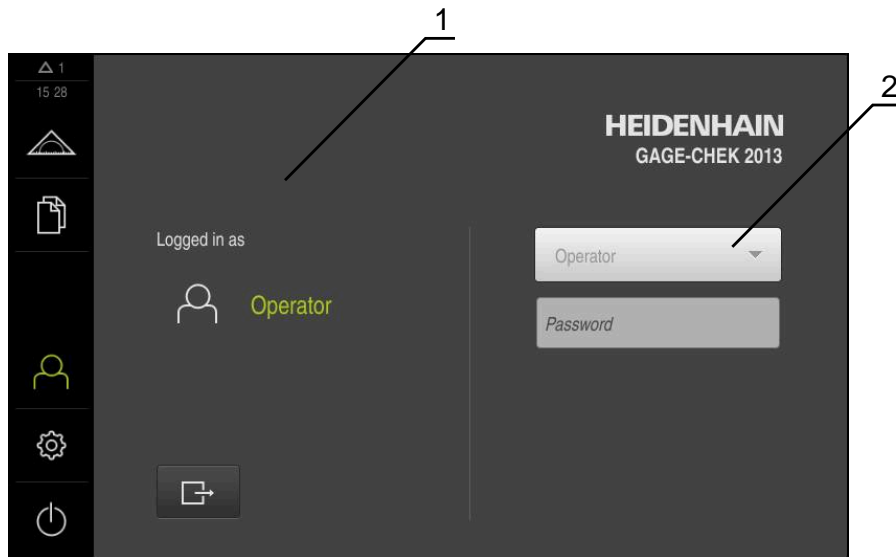 1
2
1
15 28
HEIDENHAIN
GAGE-CHEK 2013
Logged in as
Operator
Operator
Password